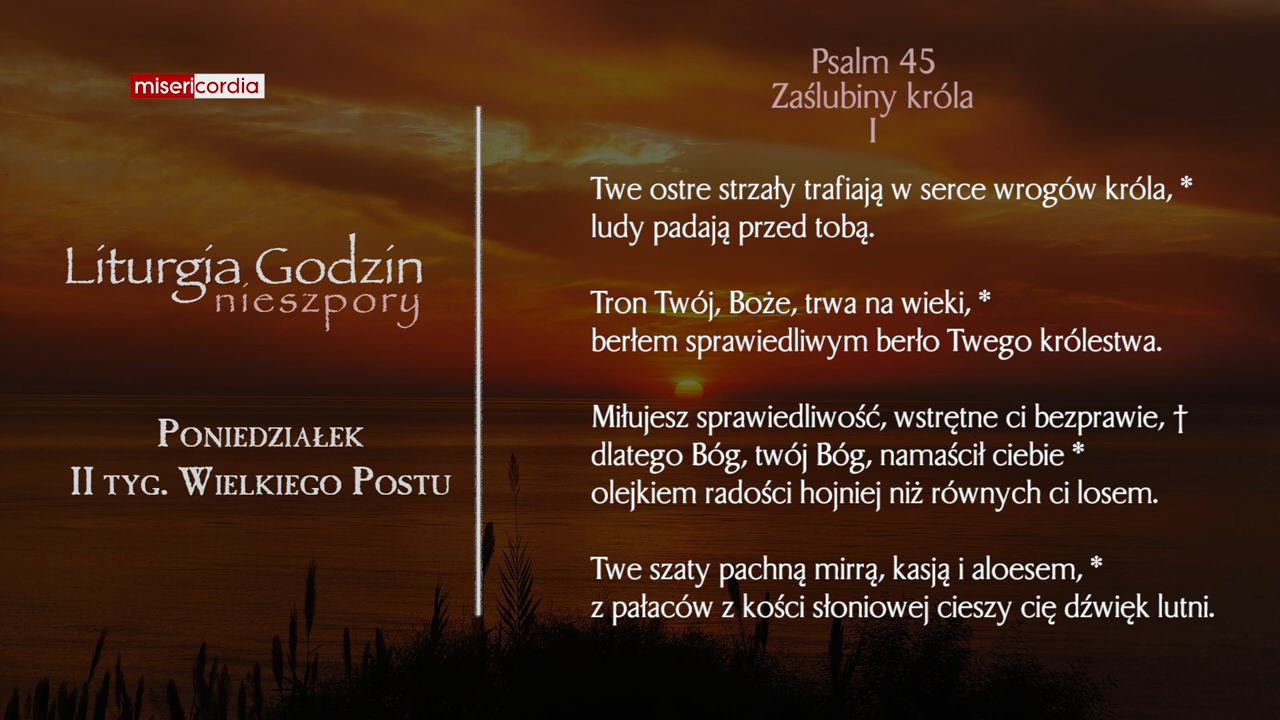 misericordia
Liturgia Godzin
nieszpory
Poniedziałek
II tyg. Wielkiego Postu
Psalm 45
Zaślubiny króla
I
Twe ostre strzały trafiają w serce wrogów króla, *
ludy padają przed tobą.
Tron Twój, Boże, trwa na wieki, *
berłem sprawiedliwym berło Twego królestwa.
Miłujesz sprawiedliwość, wstrętne ci bezprawie, †
dlatego Bóg, twój Bóg, namaścił ciebie *
olejkiem radości hojniej niż równych ci losem.
Twe szaty pachną mirrą, kasją i aloesem, *
z pałaców z kości słoniowej cieszy cię dźwięk lutni.